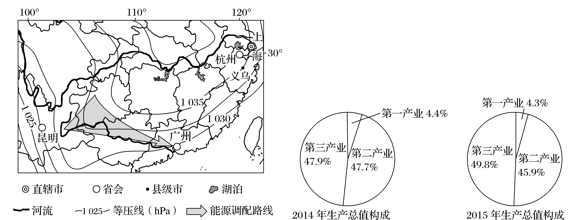 100°
110°
120°
上
海
30°
杭州
义乌
1 035
1 030
1 025
昆明
广州
直辖市
省会
县级市
湖泊
河流
—1 025— 等压线（hPa）
能源调配路线
第一产业 4.4%
第三产业
47.9%
第二产业
47.7%
2014 年生产总值构成
第一产业 4.3%
第三产业
49.8%
第二产业
45.9%
2015 年生产总值构成